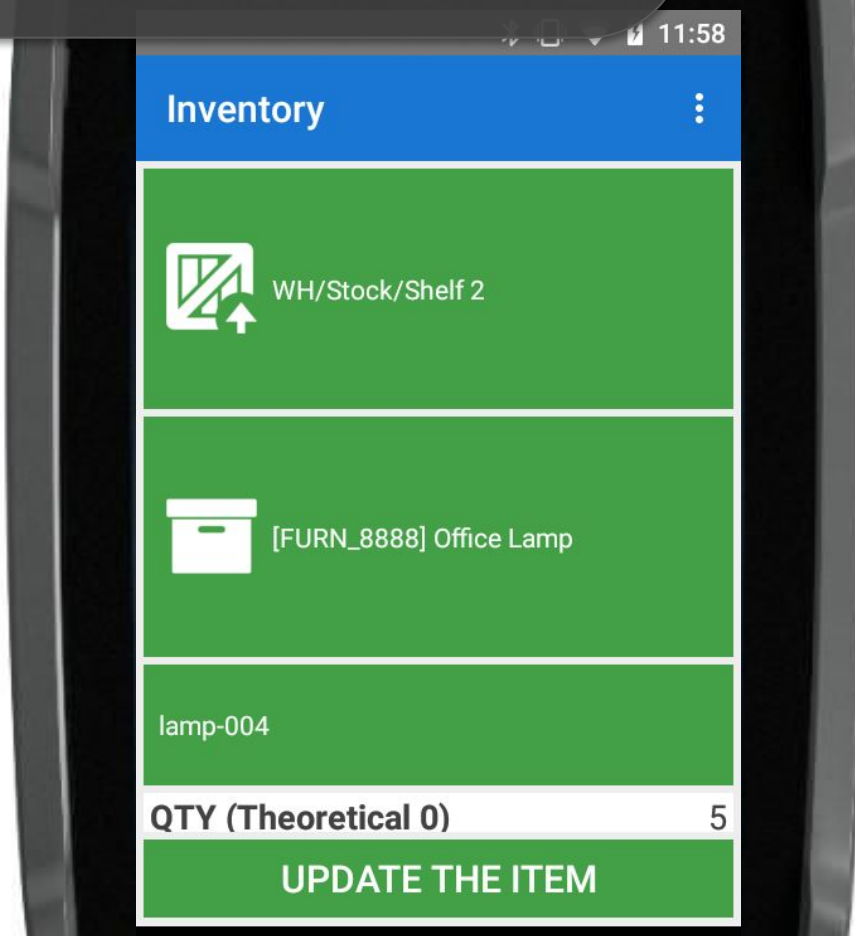 11:58
Inventory
WH/Stock/Shelf 2
[FURN_8888] Office Lamp
lamp-004
QTY (Theoretical 0) 5
UPDATE THE ITEM